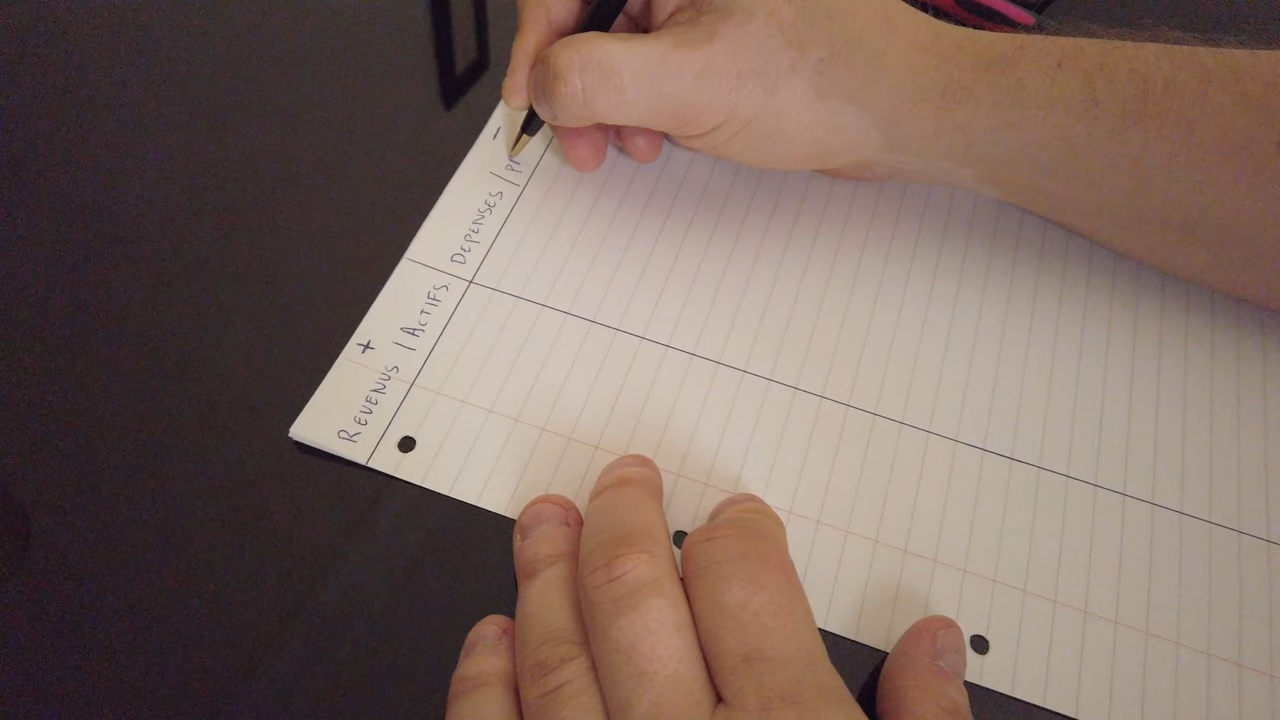 + -
REVENUS / ACTIFS. DEPENSES /